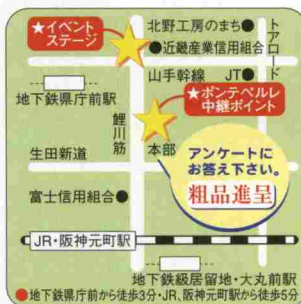 ★イベント
ステージ
北野工房のまち●
トアロード
●近畿産業信用組合
山手幹線 JT●
地下鉄県庁前駅
★ポンテベルレ
中継ポイント
鯉川筋
生田新道
本部
アンケートに
お答え下さい。
粗品進呈
富士信用組合●
JR・阪神元町駅
地下鉄級居留地・大丸前駅
●地下鉄県庁前から徒歩3分・JR、阪神元町駅から徒歩5分